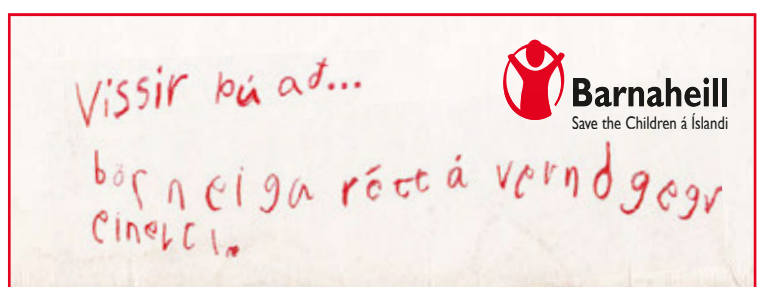 Vissir þú að...
Barnaheill
Save the Children á Íslandi
börn eiga rétt á vernd gegn
einelti.